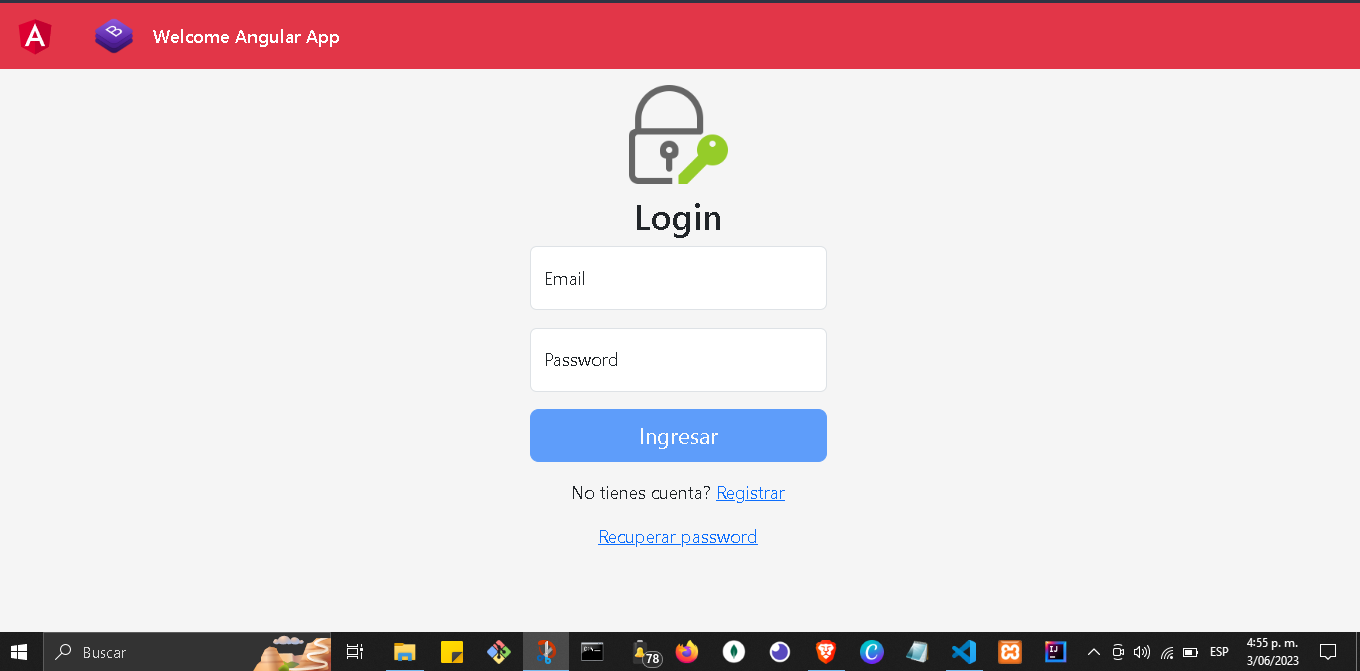 A
B
Welcome Angular App
Login
Email
Password
Ingresar
No tienes cuenta? Registrar
Recuperar password
Buscar
78
C
IJ
ESP
4:55 p. m.
3/06/2023